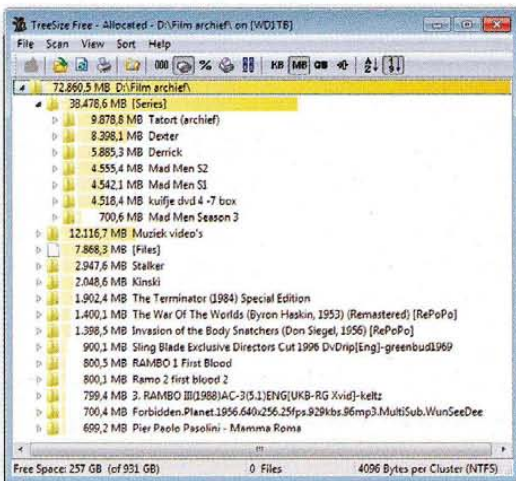 TreeSize Free - Allocated - D:\Film archief\ on [WD1TB]
File Scan View Sort Help
000 % KB MB GB
72.860,5 MB D:\Film archief\
38.478,6 MB [Series]
9.878,8 MB Tatort (archief)
8.398,1 MB Dexter
5.885,3 MB Derrick
4.555,4 MB Mad Men S2
4.542,1 MB Mad Men S1
4.518,4 MB kuifje dvd 4 -7 box
700,6 MB Mad Men Season 3
12.116,7 MB Muziek video's
7.868,3 MB [Files]
2.947,6 MB Stalker
2.048,6 MB Kinski
1.902,4 MB The Terminator (1984) Special Edition
1.400,1 MB The War Of The Worlds (Byron Haskin, 1953) (Remastered) [RePoPo]
1.398,5 MB Invasion of the Body Snatchers (Don Siegel, 1956) [RePoPo]
900,1 MB Sling Blade Exclusive Directors Cut 1996 DvDrip[Eng]-greenbud1969
800,5 MB RAMBO 1 First Blood
800,1 MB Ramo 2 first blood 2
799,4 MB 3. RAMBO III(1988)AC-3(5.1)ENG[UKB-RG Xvid]-keltz
700,4 MB Forbidden.Planet.1956.640x256.25fps.929kbs.96mp3.MultiSub.WunSeeDee
699,2 MB Pier Paolo Pasolini - Mamma Roma
Free Space: 257 GB (of 931 GB) 0 Files 4096 Bytes per Cluster (NTFS)